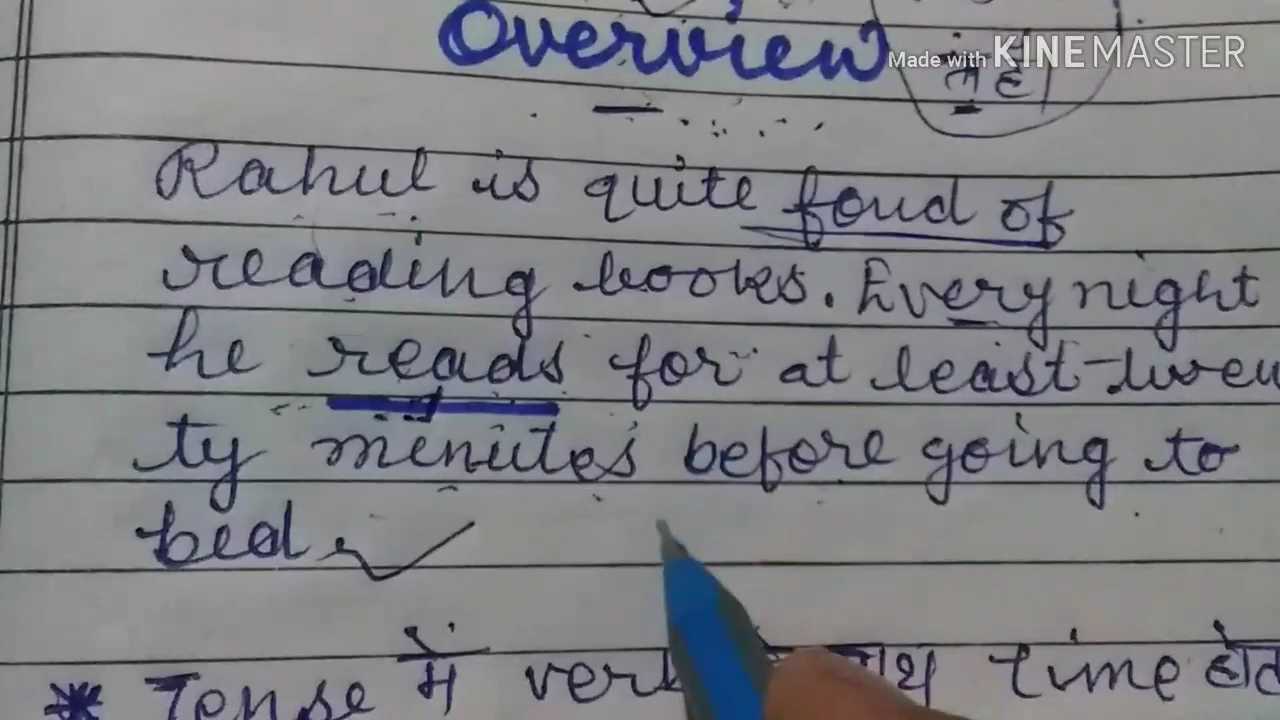 Overview
Made with KINEMASTER
में है।
Rahul is quite fond of
reading books. Every night
he reads for at least twen
ty minutes before going to
bed
* Tense में verb साथ time होत